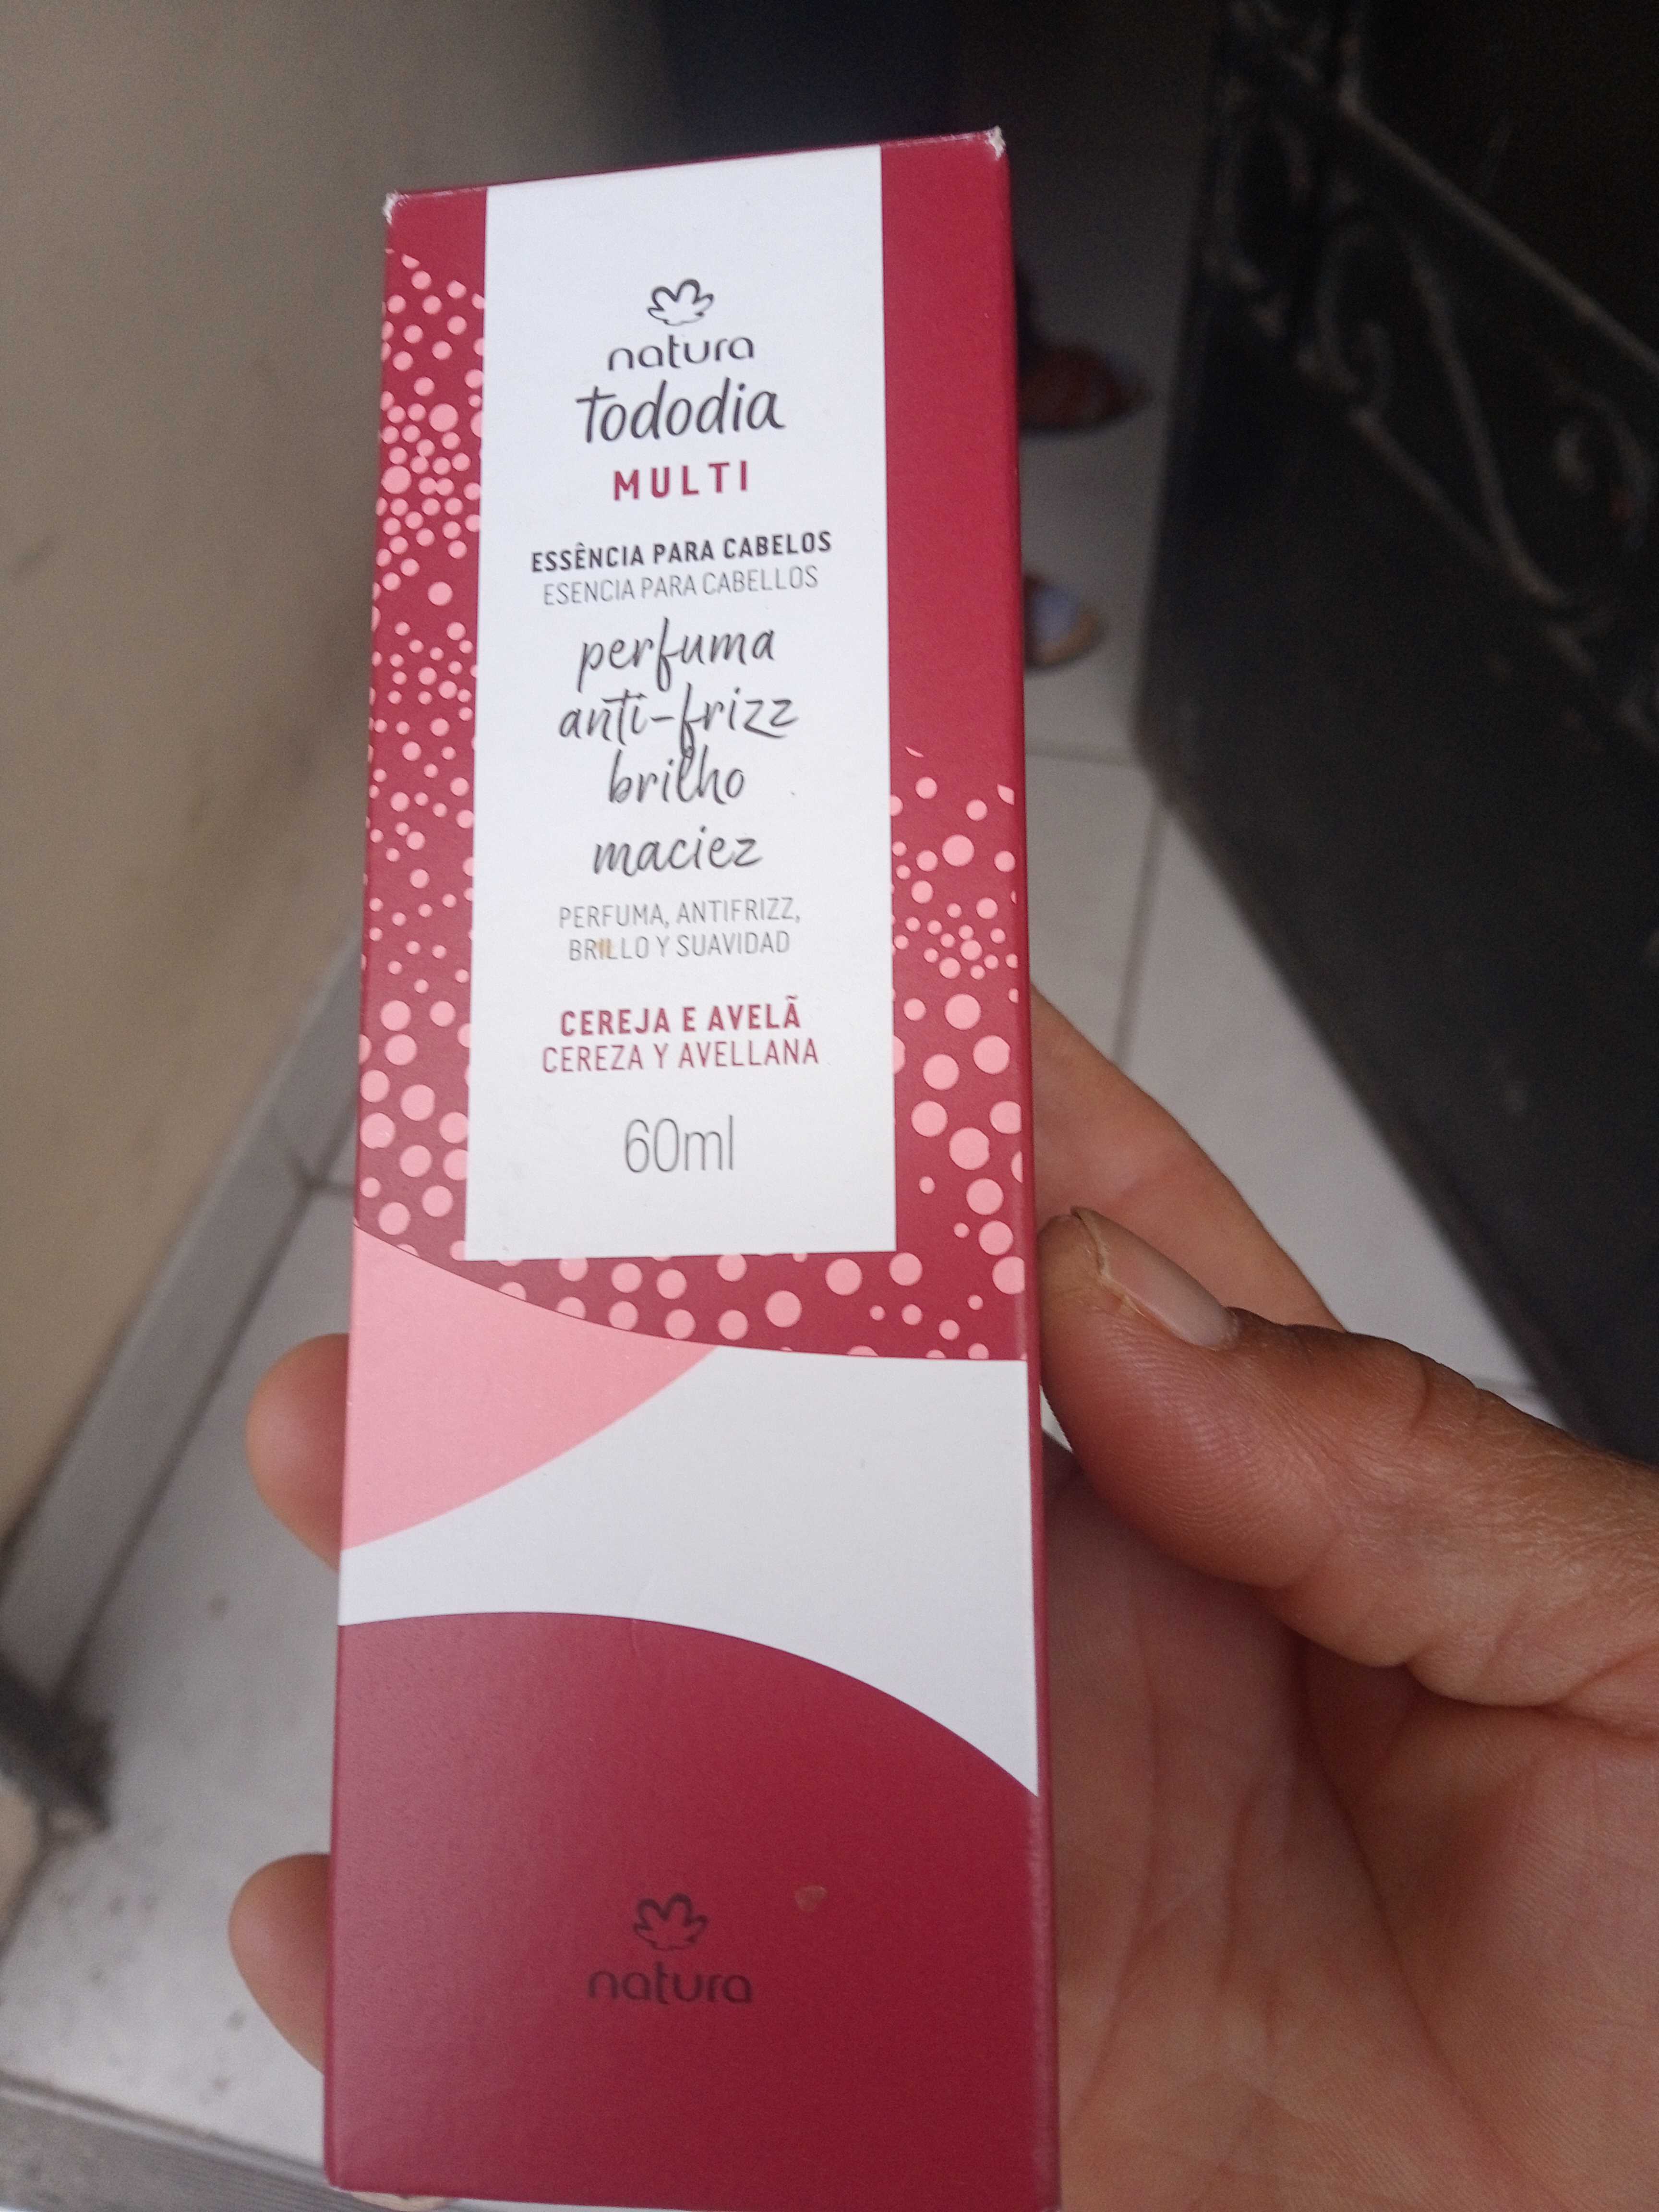 natura
tododia
MULTI
ESSÊNCIA PARA CABELOS
ESENCIA PARA CABELLOS
perfuma
anti-frizz
brilho
maciez
PERFUMA, ANTIFRIZZ,
BRILLO Y SUAVIDAD
CEREJA E AVELÃ
CEREZA Y AVELLANA
60ml
natura